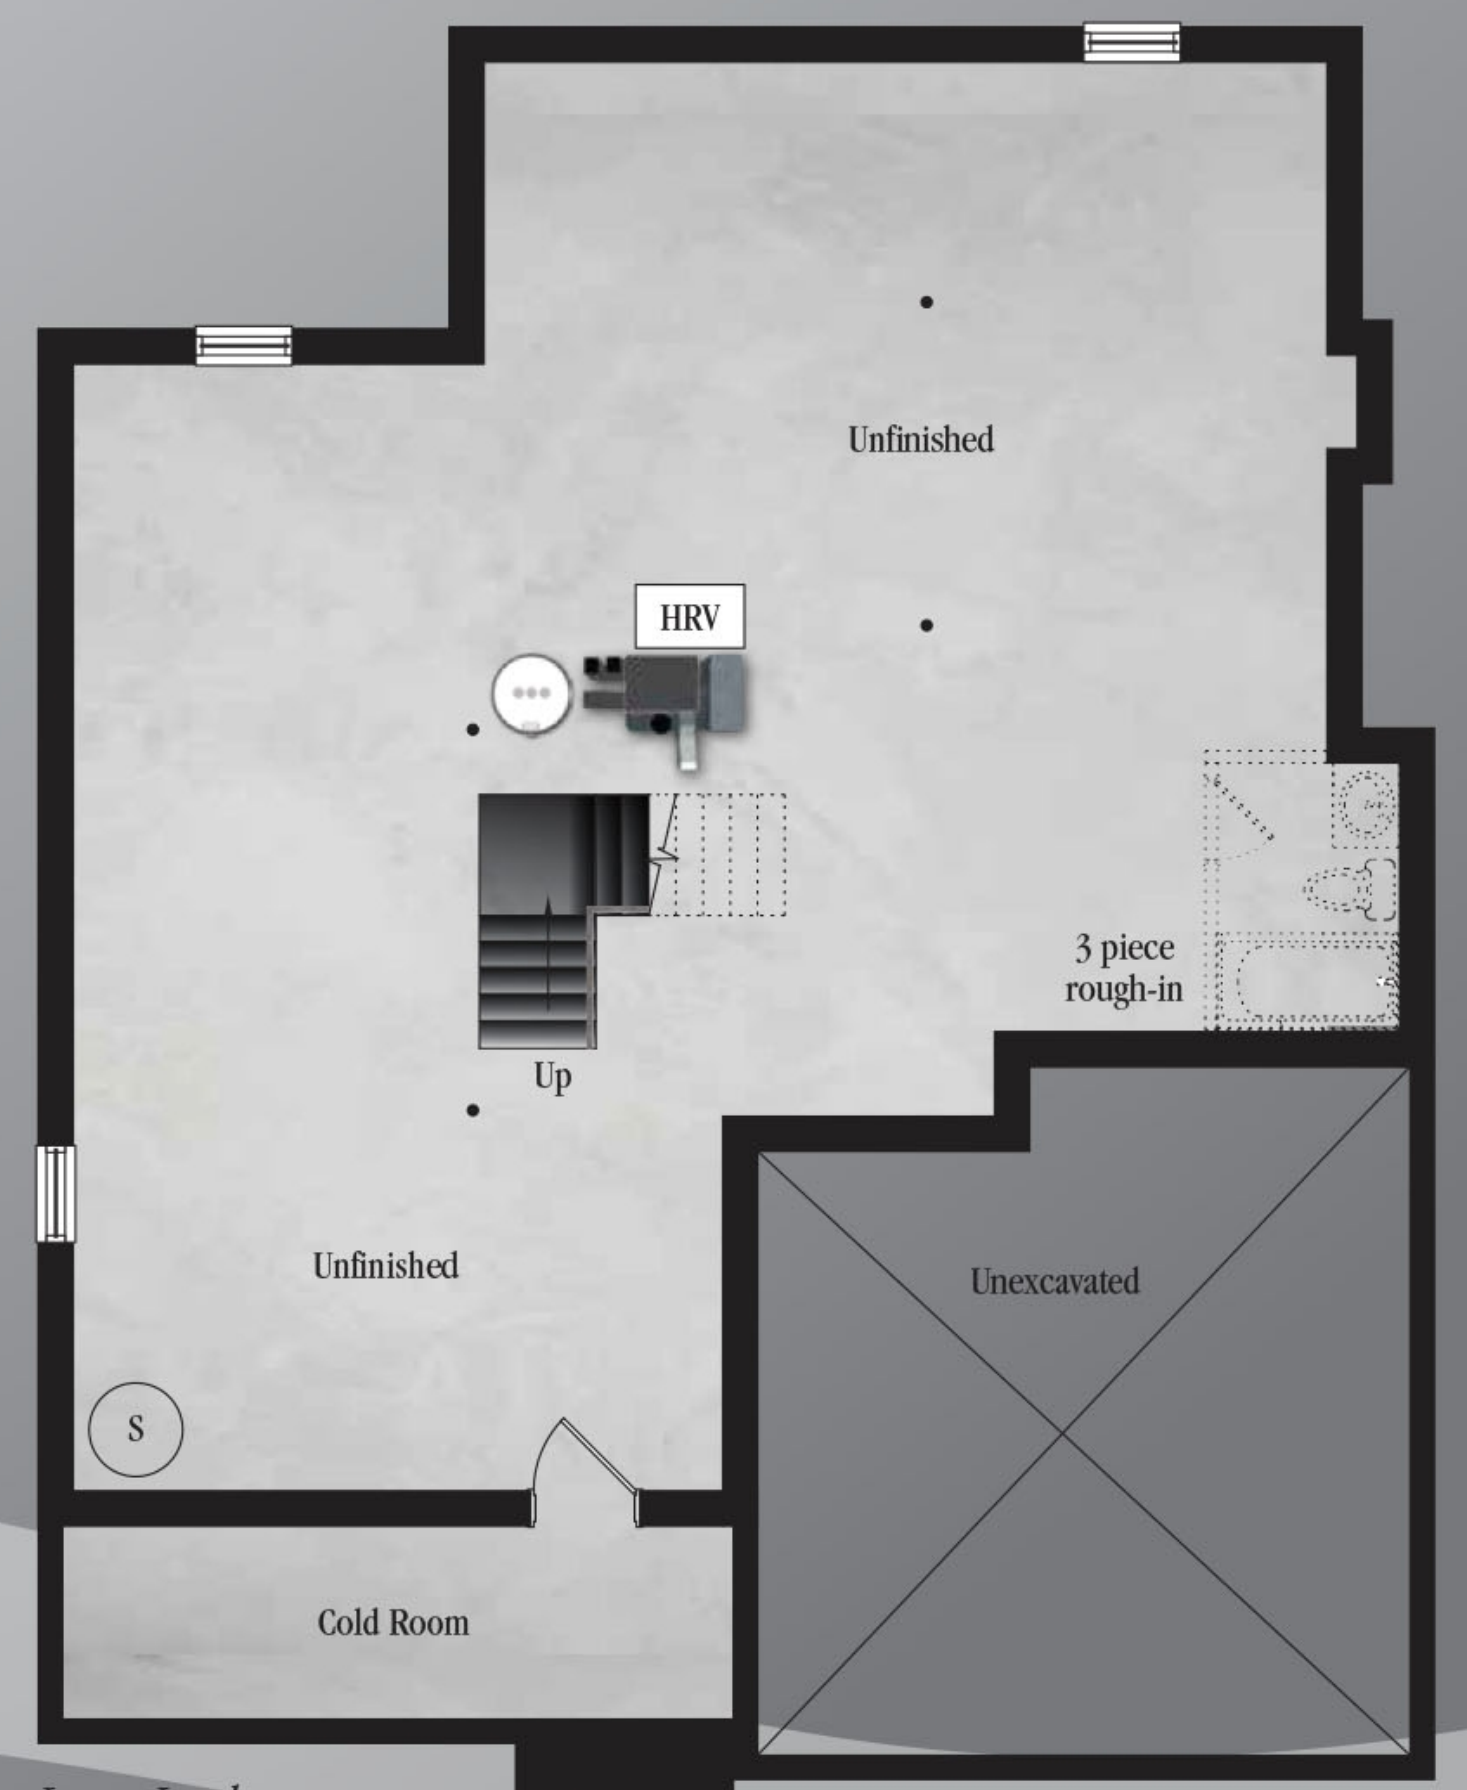 Unfinished
HRV
3 piece
rough-in
Up
Unfinished
Unexcavated
S
Cold Room